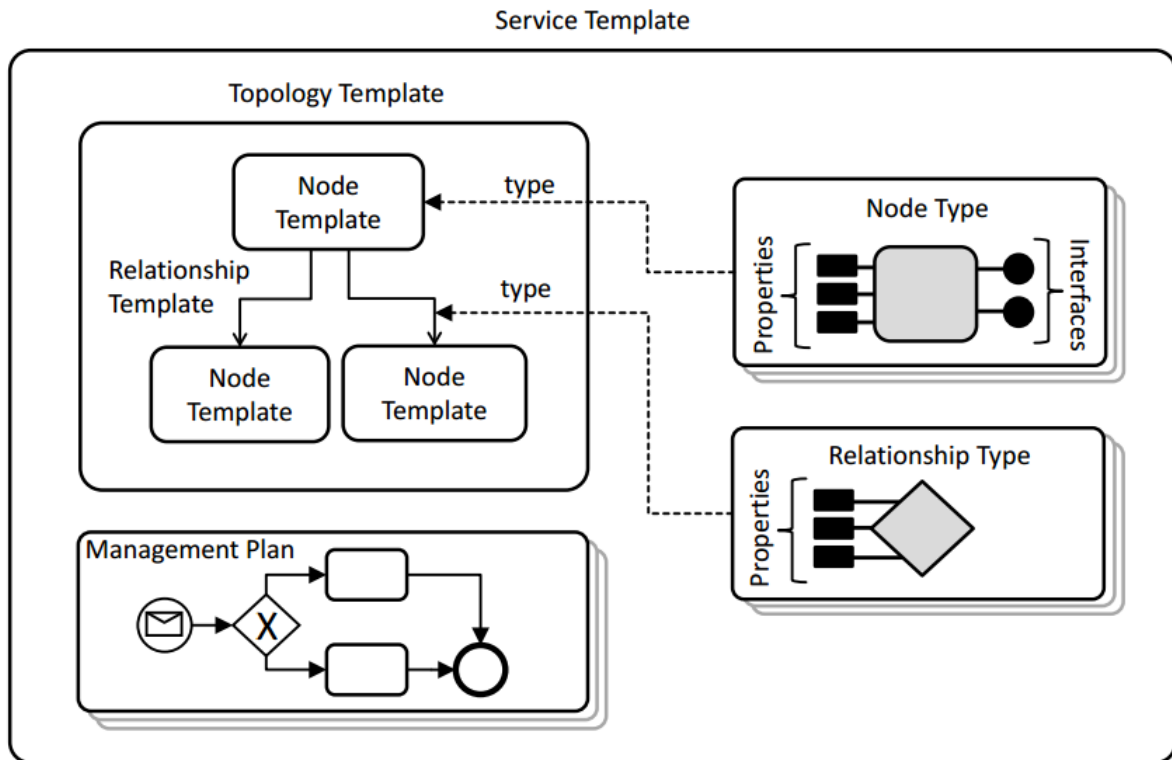 Service Template
Topology Template
Node
Template
Relationship
Template
Node
Template
Node
Template
type
type
Node Type
Properties
Interfaces
Relationship Type
Properties
Management Plan
X